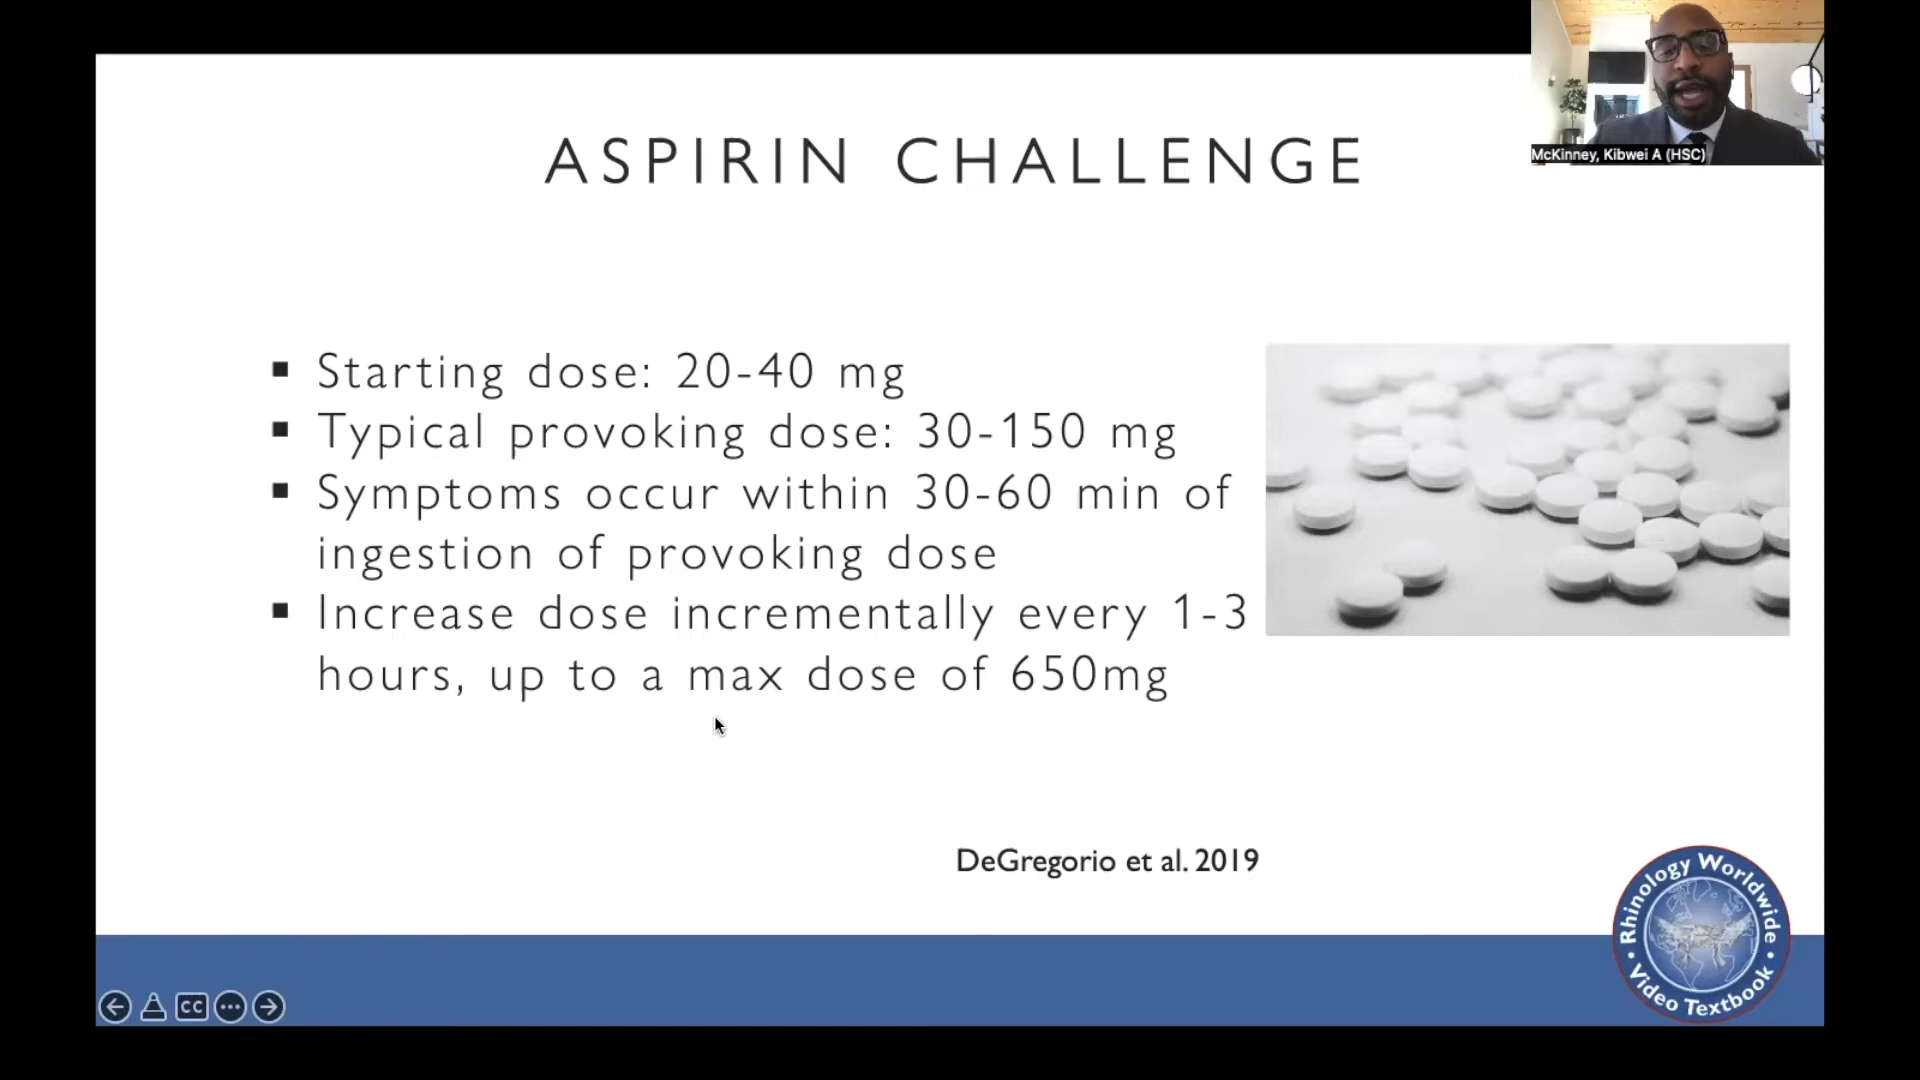 McKinney, Kibwei A (HSC)
ASPIRIN CHALLENGE
▪ Starting dose: 20-40 mg
▪ Typical provoking dose: 30-150 mg
▪ Symptoms occur within 30-60 min of
ingestion of provoking dose
▪ Increase dose incrementally every 1-3
hours, up to a max dose of 650mg
DeGregorio et al. 2019
Rhinology Worldwide
Video Textbook
CC